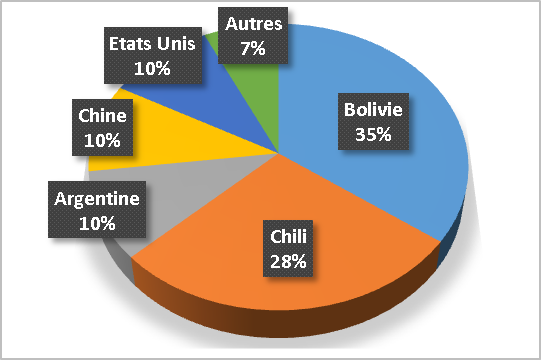 Autres
7%
Etats Unis
10%
Bolivie
35%
Chine
10%
Argentine
10%
Chili
28%